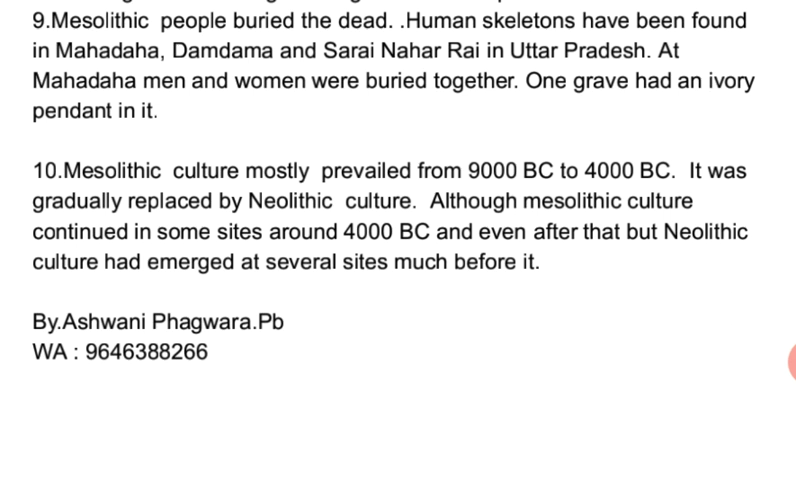 9.Mesolithic  people buried the dead. .Human skeletons have been found
in Mahadaha, Damdama and Sarai Nahar Rai in Uttar Pradesh. At
Mahadaha men and women were buried together. One grave had an ivory
pendant in it.
10.Mesolithic  culture mostly  prevailed from 9000 BC to 4000 BC.  It was
gradually replaced by Neolithic  culture.  Although mesolithic culture
continued in some sites around 4000 BC and even after that but Neolithic
culture had emerged at several sites much before it.
By.Ashwani Phagwara.Pb
WA : 9646388266